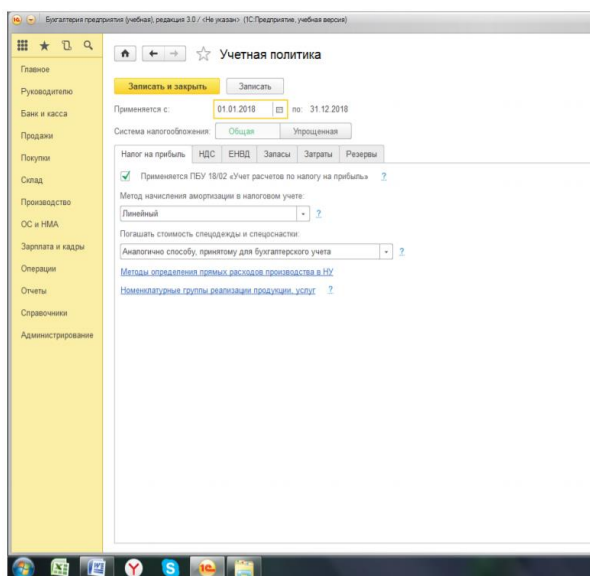 Бухгалтерия предприятия (учебная), редакция 3.0 / <Не указан> (1С:Предприятие, учебная версия)
Главное
Руководителю
Банк и касса
Продажи
Покупки
Склад
Производство
ОС и НМА
Зарплата и кадры
Операции
Отчеты
Справочники
Администрирование
Учетная политика
Записать и закрыть Записать
Применяется с: 01.01.2018 по: 31.12.2018
Система налогообложения: Общая Упрощенная
Налог на прибыль НДС ЕНВД Запасы Затраты Резервы
Применяется ПБУ 18/02 «Учет расчетов по налогу на прибыль» ?
Метод начисления амортизации в налоговом учете:
Линейный ?
Погашать стоимость спецодежды и спецоснастки:
Аналогично способу, принятому для бухгалтерского учета ?
Методы определения прямых расходов производства в НУ
Номенклатурные группы реализации продукции, услуг ?